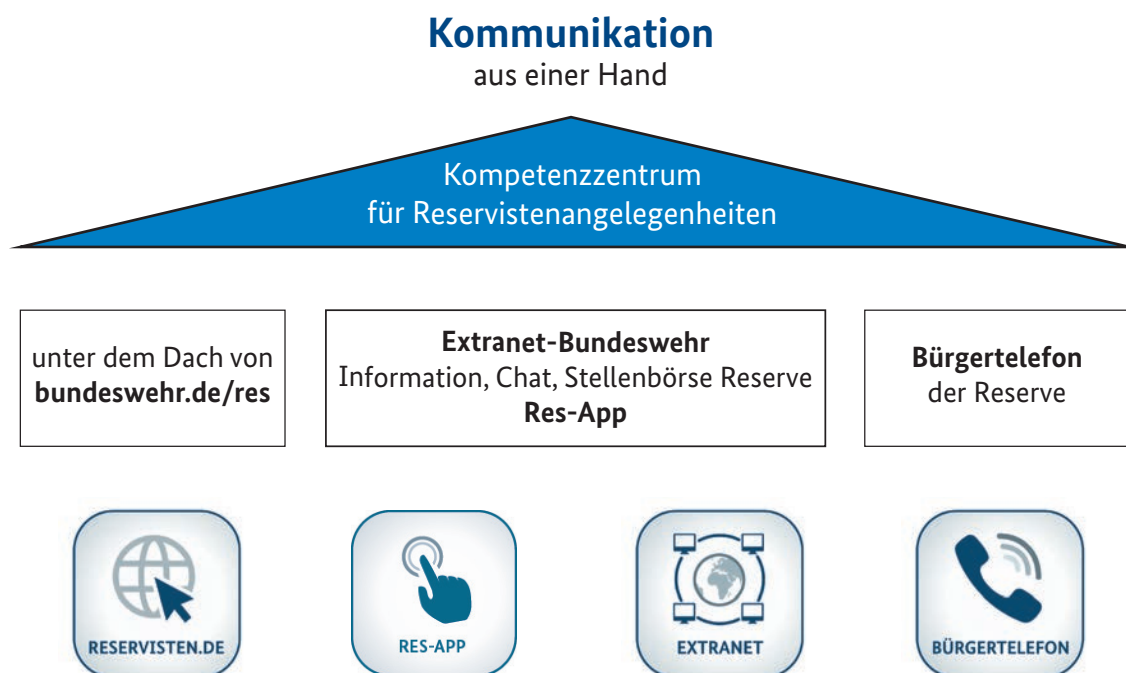 Kommunikation
aus einer Hand
Kompetenzzentrum
für Reservistenangelegenheiten
unter dem Dach von
bundeswehr.de/res
Extranet-Bundeswehr
Information, Chat, Stellenbörse Reserve
Res-App
Bürgertelefon
der Reserve
RESERVISTEN.DE
RES-APP
EXTRANET
BÜRGERTELEFON